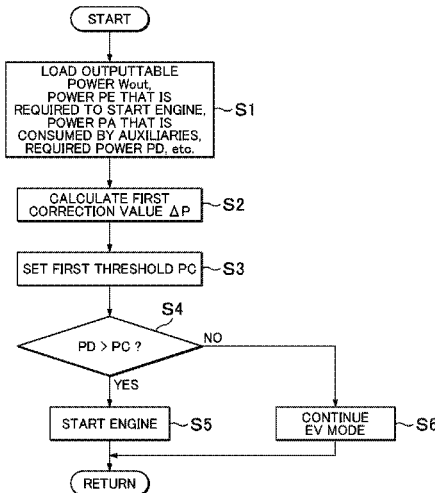 START
LOAD OUTPUTTABLE
POWER Wout,
POWER PE THAT IS
REQUIRED TO START ENGINE,
POWER PA THAT IS
CONSUMED BY AUXILIARIES,
REQUIRED POWER PD, etc.
S1
CALCULATE FIRST
CORRECTION VALUE ΔP
S2
SET FIRST THRESHOLD PC
S3
S4
PD > PC ?
NO
YES
START ENGINE
S5
CONTINUE
EV MODE
S6
RETURN